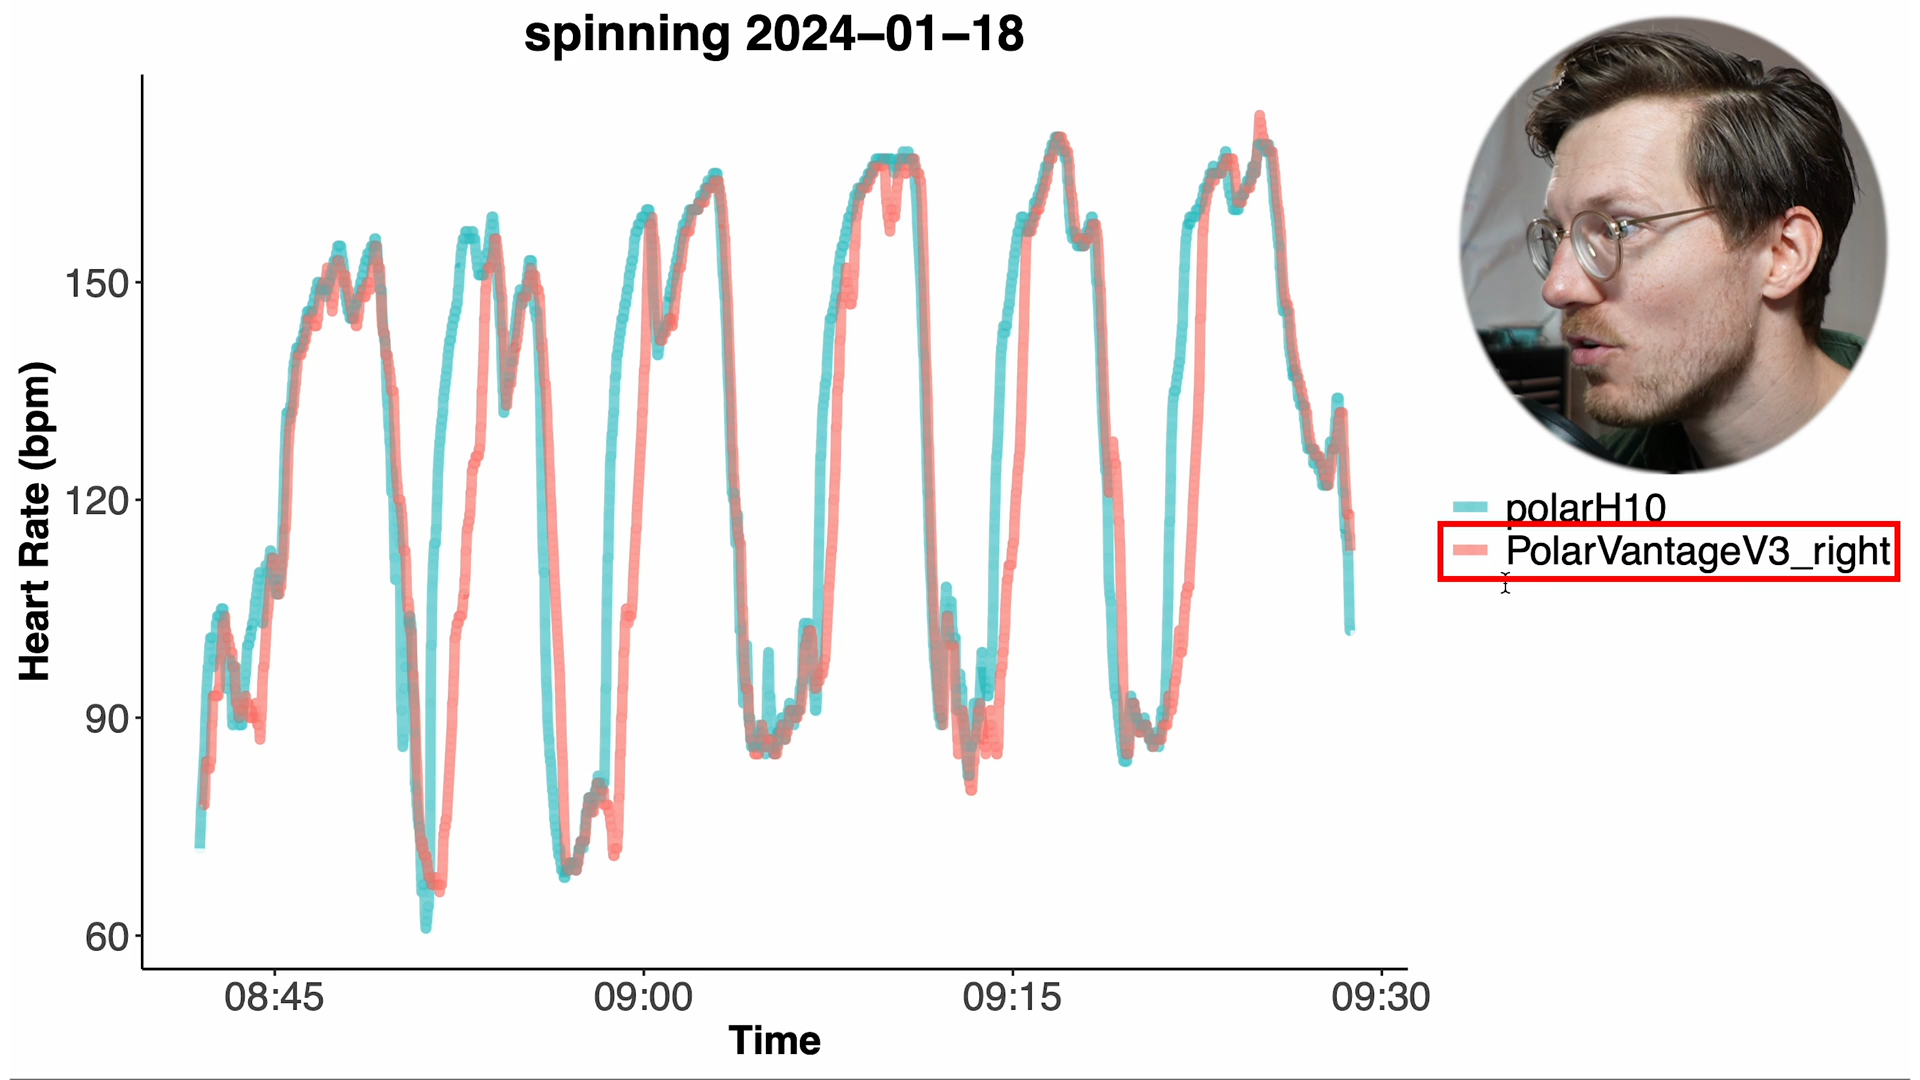 spinning 2024–01–18
Heart Rate (bpm)
150
120
90
60
08:45
09:00
09:15
09:30
Time
polarH10
PolarVantageV3_right